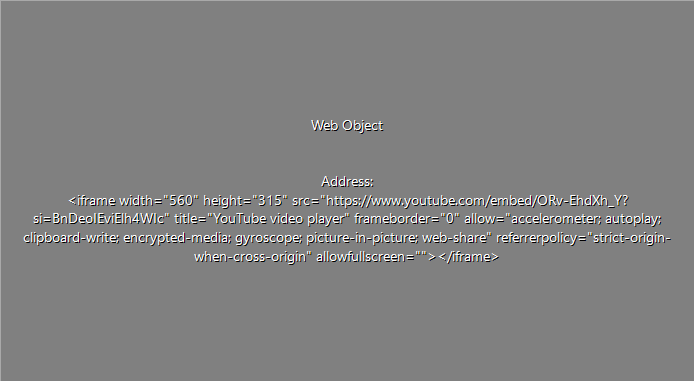 Web Object
Address:
<iframe width="560" height="315" src="https://www.youtube.com/embed/ORv-EhdXh_Y?
si=BnDeoIEviElh4WIc" title="YouTube video player" frameborder="0" allow="accelerometer; autoplay;
clipboard-write; encrypted-media; gyroscope; picture-in-picture; web-share" referrerpolicy="strict-origin-
when-cross-origin" allowfullscreen=""></iframe>